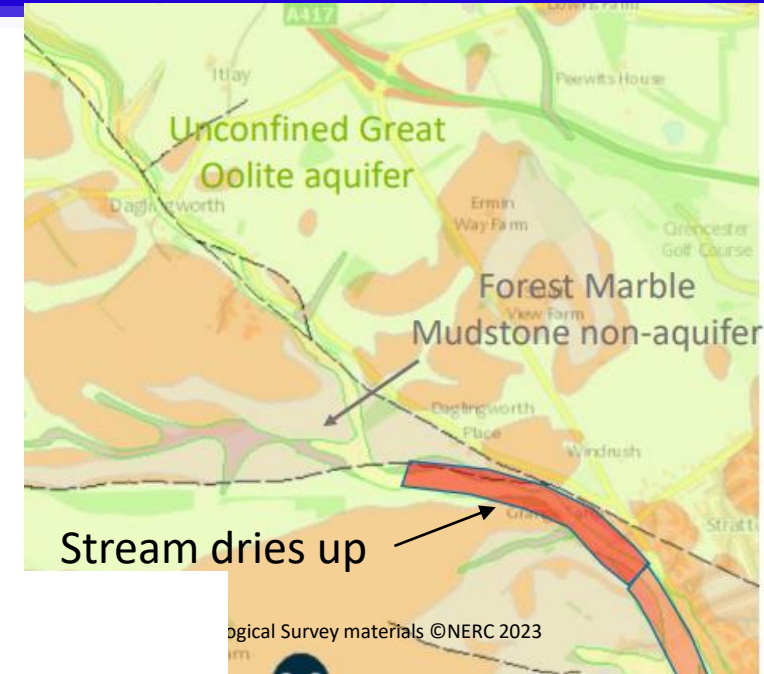 A417
Itlay
Peewits House
Unconfined Great
Oolite aquifer
Daglingworth
Ermin
Way Farm
Cirencester
Golf Course
Forest Marble
View Farm
Mudstone non-aquifer
Daglingworth
Place
Windrush
Stream dries up
ogical Survey materials ©NERC 2023